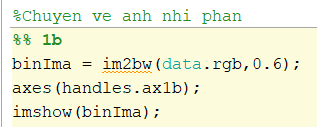 %Chuyen ve anh nhi phan
%% 1b
binIma = im2bw(data.rgb,0.6);
axes(handles.ax1b);
imshow(binIma);